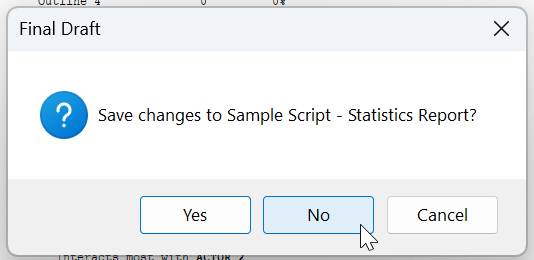 Outline 4 0 0%
Final Draft
Save changes to Sample Script - Statistics Report?
Yes No Cancel
Interacts most with ACTOR 2